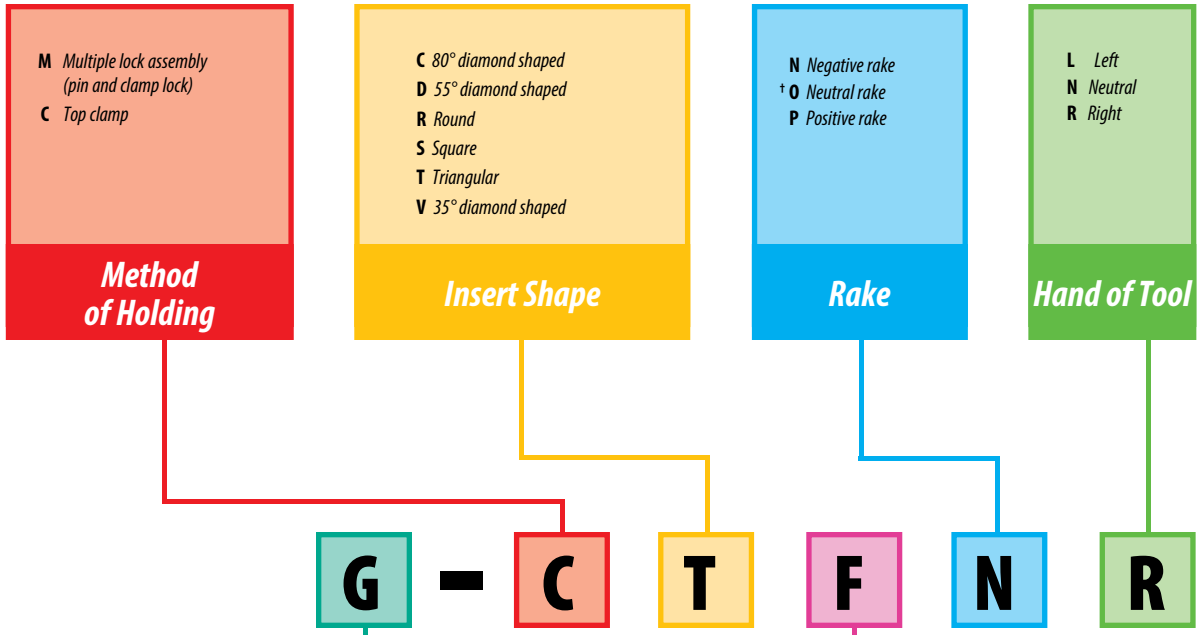 M Multiple lock assembly
(pin and clamp lock)
C Top clamp
Method
of Holding
C 80° diamond shaped
D 55° diamond shaped
R Round
S Square
T Triangular
V 35° diamond shaped
Insert Shape
N Negative rake
† O Neutral rake
P Positive rake
Rake
L Left
N Neutral
R Right
Hand of Tool
G - C T F N R